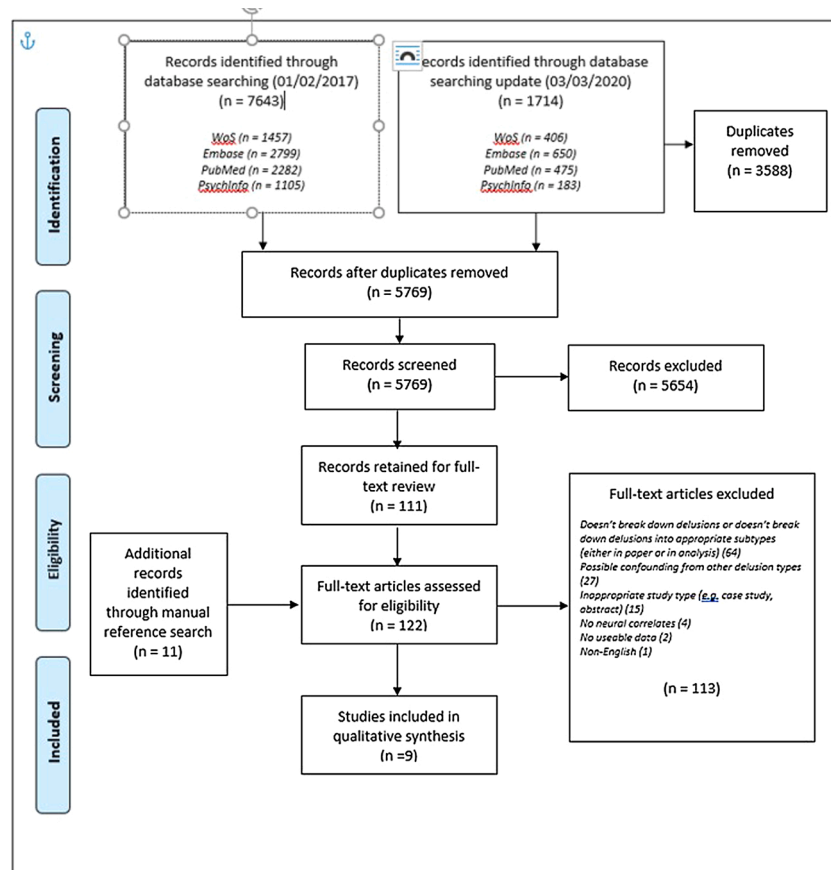 Records identified through
database searching (01/02/2017)
(n = 7643)
WoS (n = 1457)
Embase (n = 2799)
PubMed (n = 2282)
PsychInfo (n = 1105)
ecords identified through database
searching update (03/03/2020)
(n = 1714)
WoS (n = 406)
Embase (n = 650)
PubMed (n = 475)
PsychInfo (n = 183)
Duplicates
removed
(n = 3588)
Identification
Records after duplicates removed
(n = 5769)
Screening
Records screened
(n = 5769)
Records excluded
(n = 5654)
Records retained for full-
text review
(n = 111)
Eligibility
Additional
records
identified
through manual
reference search
(n = 11)
Full-text articles assessed
for eligibility
(n = 122)
Full-text articles excluded
Doesn't break down delusions or doesn't break
down delusions into appropriate subtypes
(either in paper or in analysis) (64)
Possible confounding from other delusion types
(27)
Inappropriate study type (e.g. case study,
abstract) (15)
No neural correlates (4)
No useable data (2)
Non-English (1)
(n = 113)
Included
Studies included in
qualitative synthesis
(n =9)